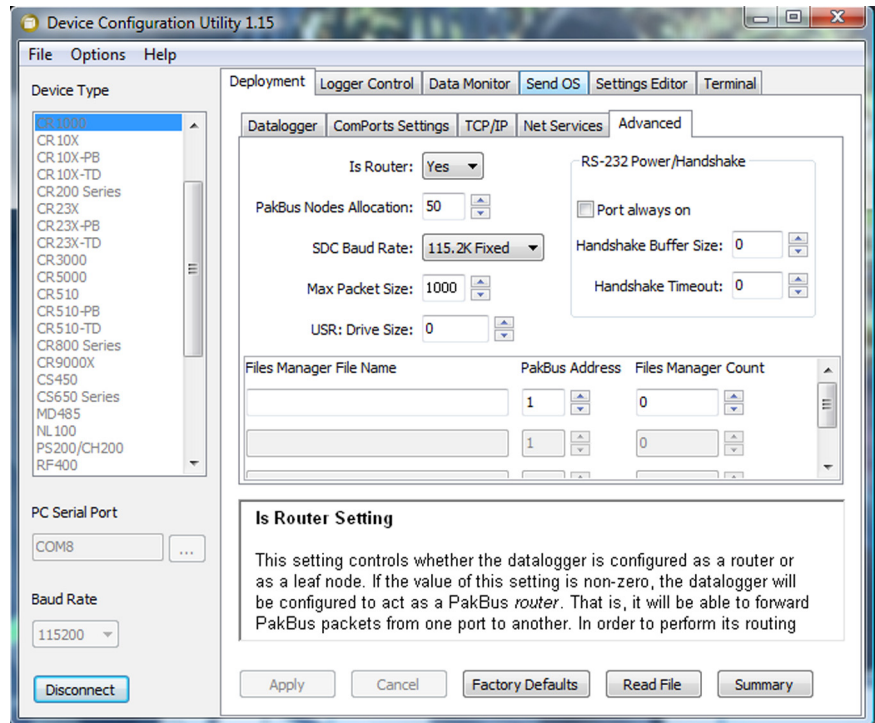 Device Configuration Utility 1.15
File Options Help
Device Type
CR1000
CR10X
CR10X-PB
CR10X-TD
CR200 Series
CR23X
CR23X-PB
CR23X-TD
CR3000
CR5000
CR510
CR510-PB
CR510-TD
CR800 Series
CR9000X
CS450
CS650 Series
MD485
NL100
PS200/CH200
RF400
PC Serial Port
COM8 ...
Baud Rate
115200
Disconnect
Deployment Logger Control Data Monitor Send OS Settings Editor Terminal
Datalogger ComPorts Settings TCP/IP Net Services Advanced
Is Router: Yes
PakBus Nodes Allocation: 50
SDC Baud Rate: 115.2K Fixed
Max Packet Size: 1000
USR: Drive Size: 0
RS-232 Power/Handshake
Port always on
Handshake Buffer Size: 0
Handshake Timeout: 0
Files Manager File Name PakBus Address Files Manager Count
1 0
1 0
Is Router Setting
This setting controls whether the datalogger is configured as a router or
as a leaf node. If the value of this setting is non-zero, the datalogger will
be configured to act as a PakBus router. That is, it will be able to forward
PakBus packets from one port to another. In order to perform its routing
Apply Cancel Factory Defaults Read File Summary